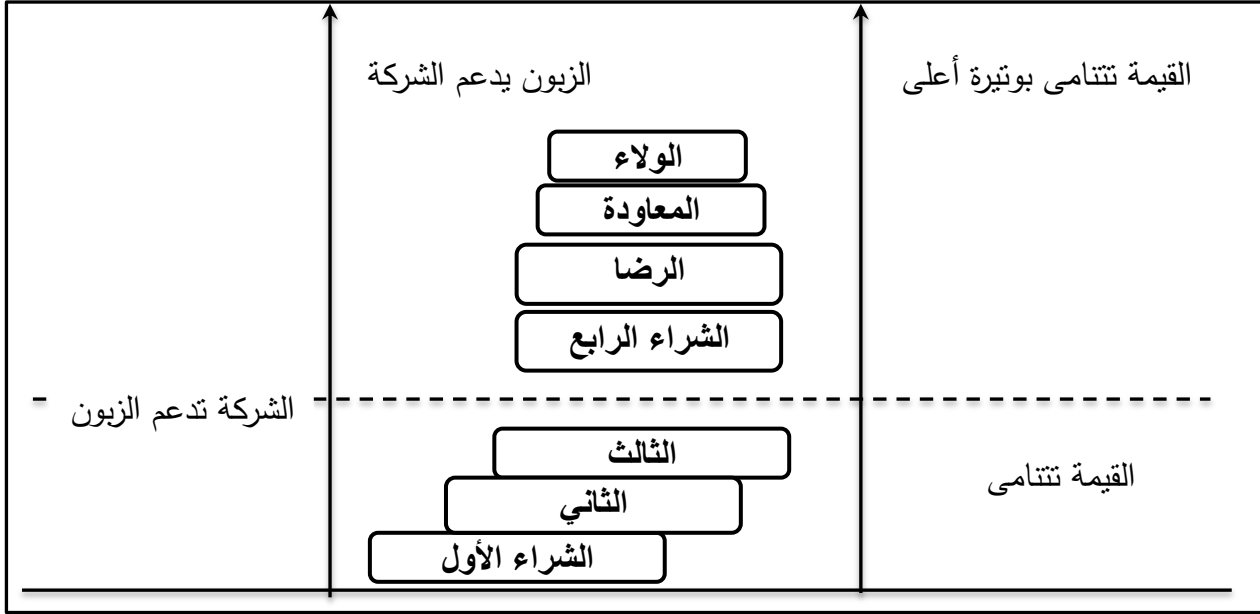 القيمة تتنامى بوتيرة أعلى
الزبون يدعم الشركة
الولاء
المعاودة
الرضا
الشراء الرابع
الشركة تدعم الزبون
الثالث
القيمة تتنامى
الثاني
الشراء الأول